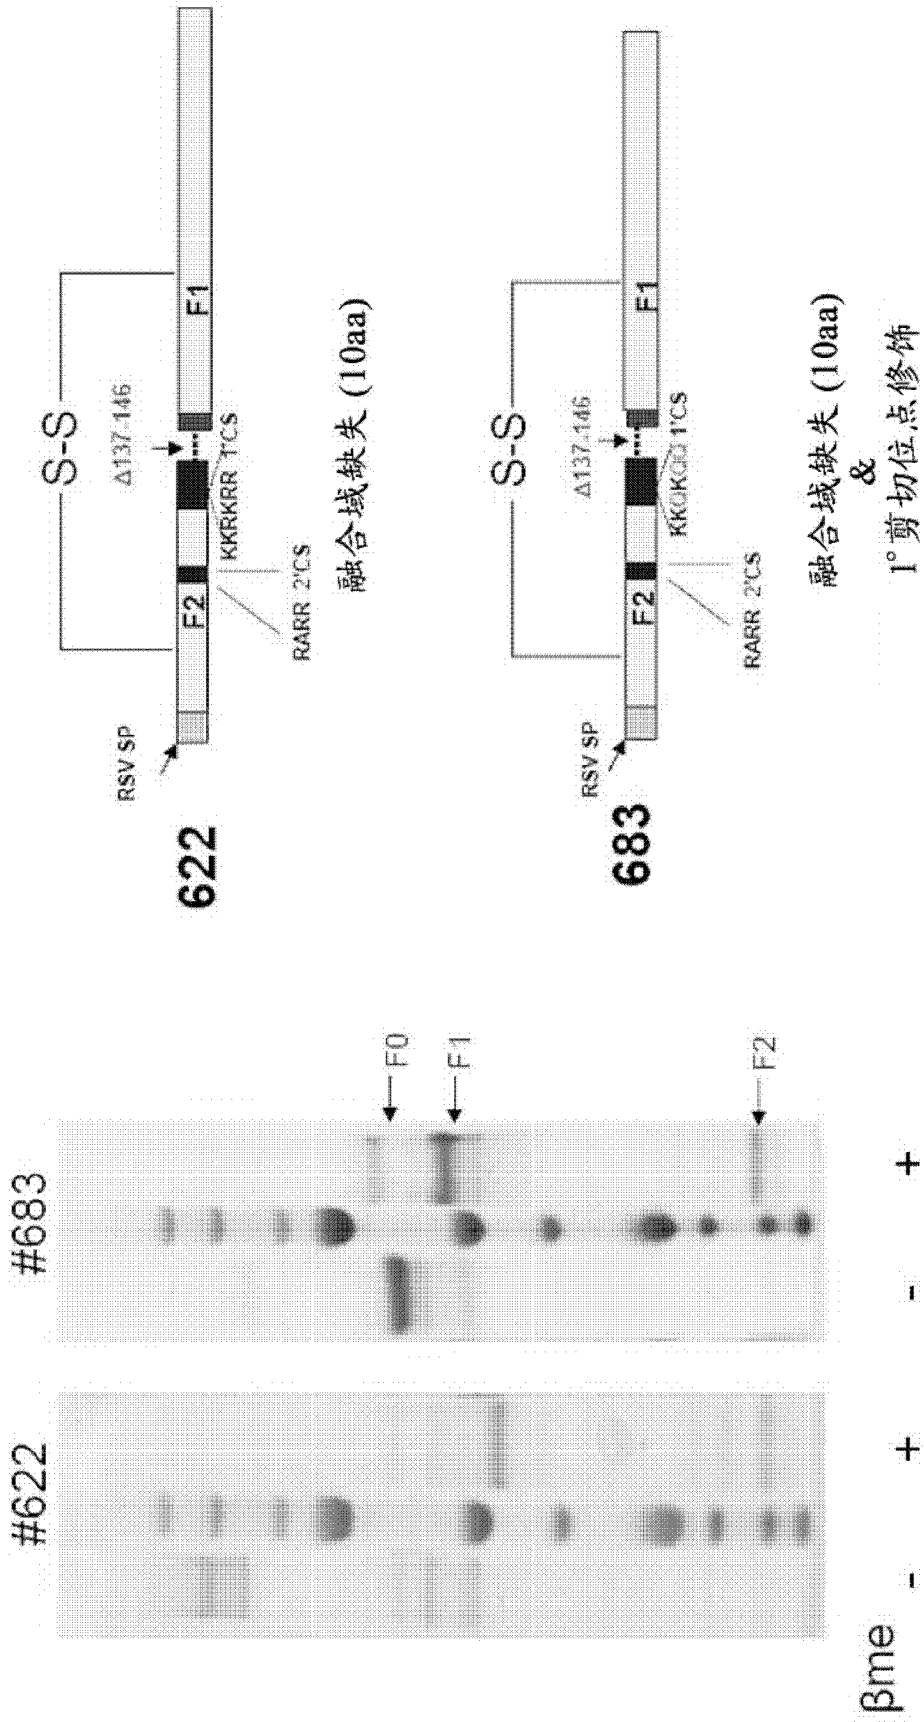 #622
#683
F0
F1
F2
βme
-
+
-
+
622
RSV SP
F2
F1
S-S
Δ137-146
RARR 2'CS
KKRKRR 1'CS
融合域缺失 (10aa)
683
RSV SP
F2
F1
S-S
Δ137-146
RARR 2'CS
KKQKQQ 1'CS
融合域缺失 (10aa)
&
1°剪切位点修饰